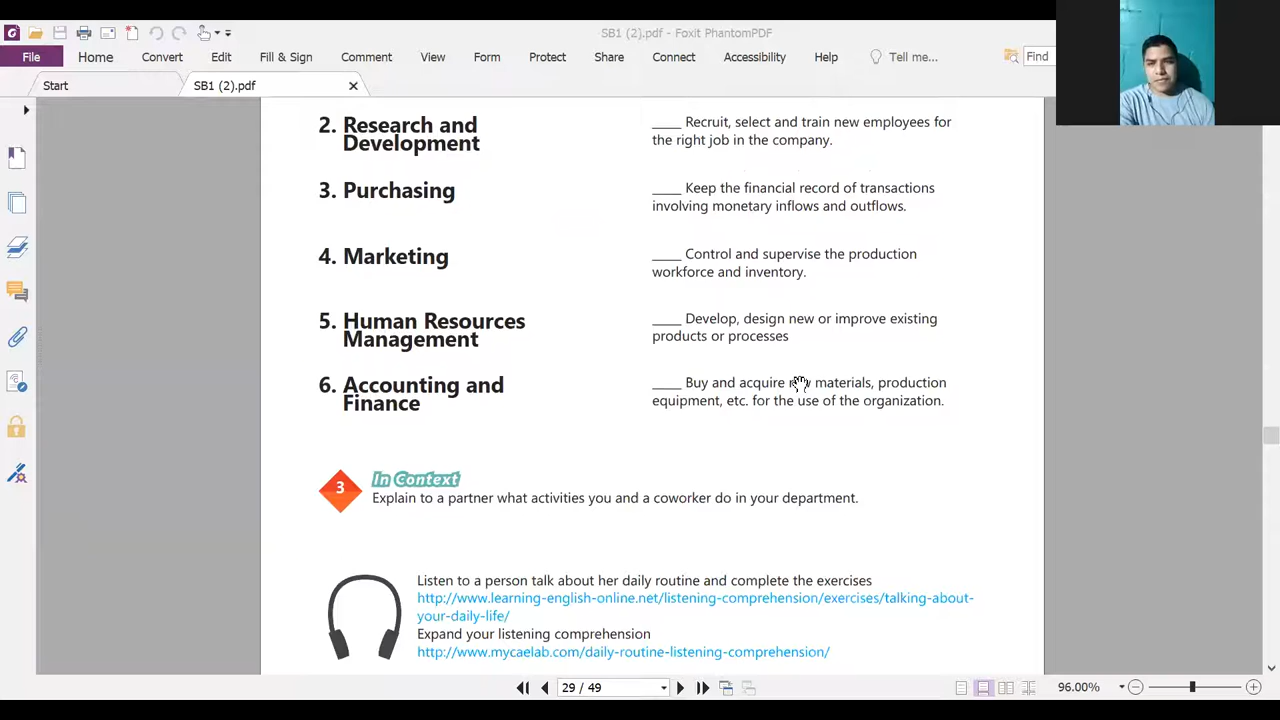 SB1 (2).pdf - Foxit PhantomPDF
File Home Convert Edit Fill & Sign Comment View Form Protect Share Connect Accessibility Help Tell me... Find
Start SB1 (2).pdf
2. Research and
Development
____ Recruit, select and train new employees for
the right job in the company.
3. Purchasing
____ Keep the financial record of transactions
involving monetary inflows and outflows.
4. Marketing
____ Control and supervise the production
workforce and inventory.
5. Human Resources
Management
____ Develop, design new or improve existing
products or processes
6. Accounting and
Finance
____ Buy and acquire materials, production
equipment, etc. for the use of the organization.
3 In Context
Explain to a partner what activities you and a coworker do in your department.
Listen to a person talk about her daily routine and complete the exercises
http://www.learning-english-online.net/listening-comprehension/exercises/talking-about-
your-daily-life/
Expand your listening comprehension
http://www.mycaelab.com/daily-routine-listening-comprehension/
29 / 49
96.00%